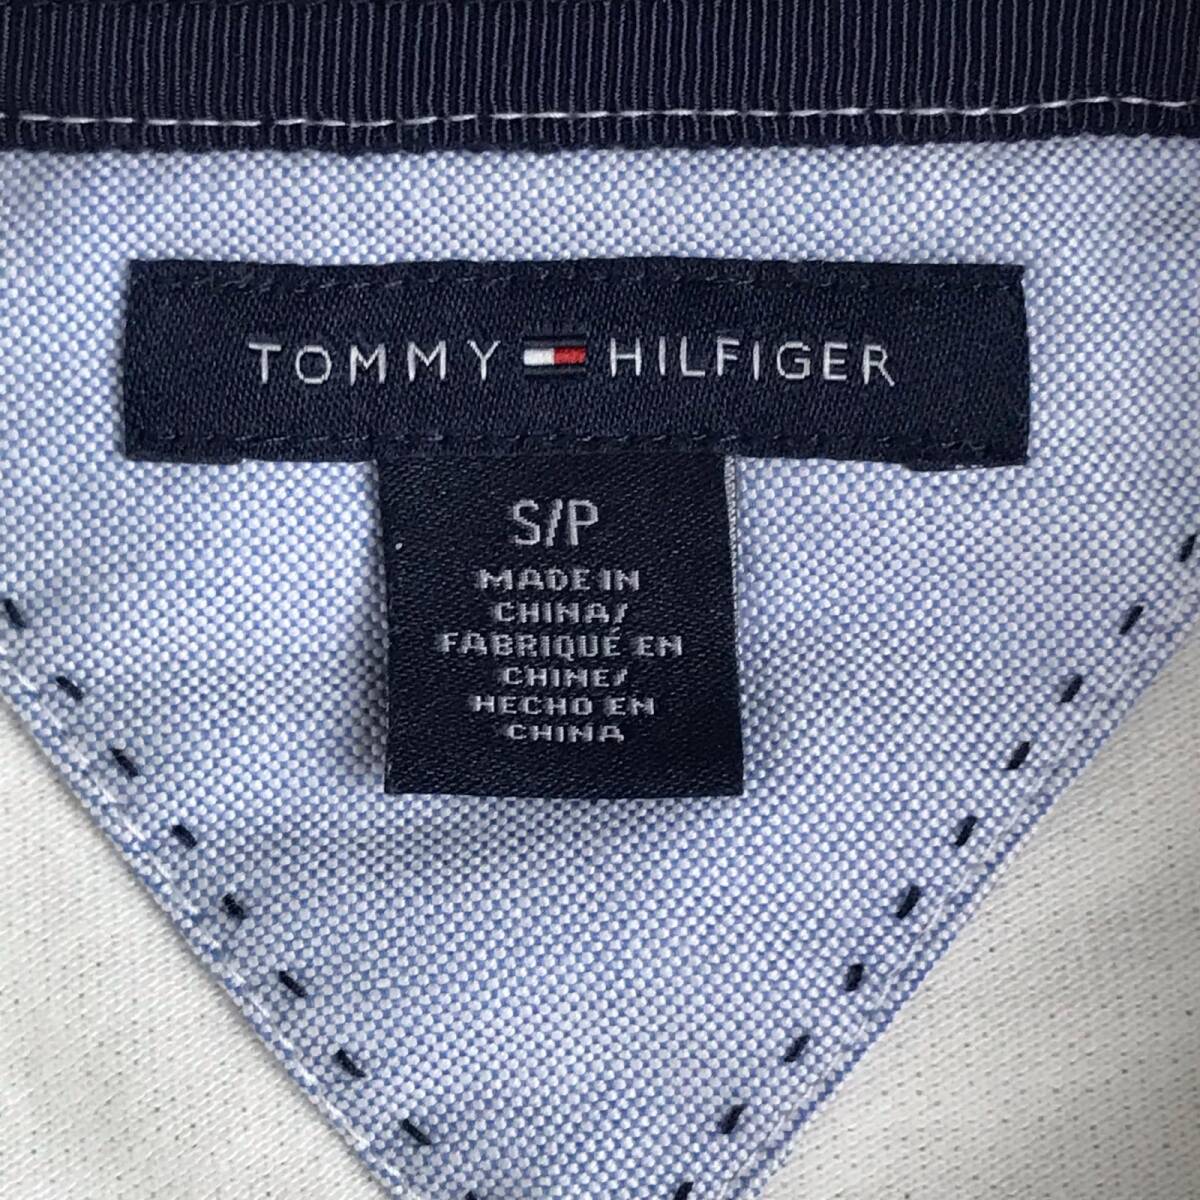 TOMMY HILFIGER
S/P
MADE IN
CHINA/
FABRIQUÉ EN
CHINE/
HECHO EN
CHINA